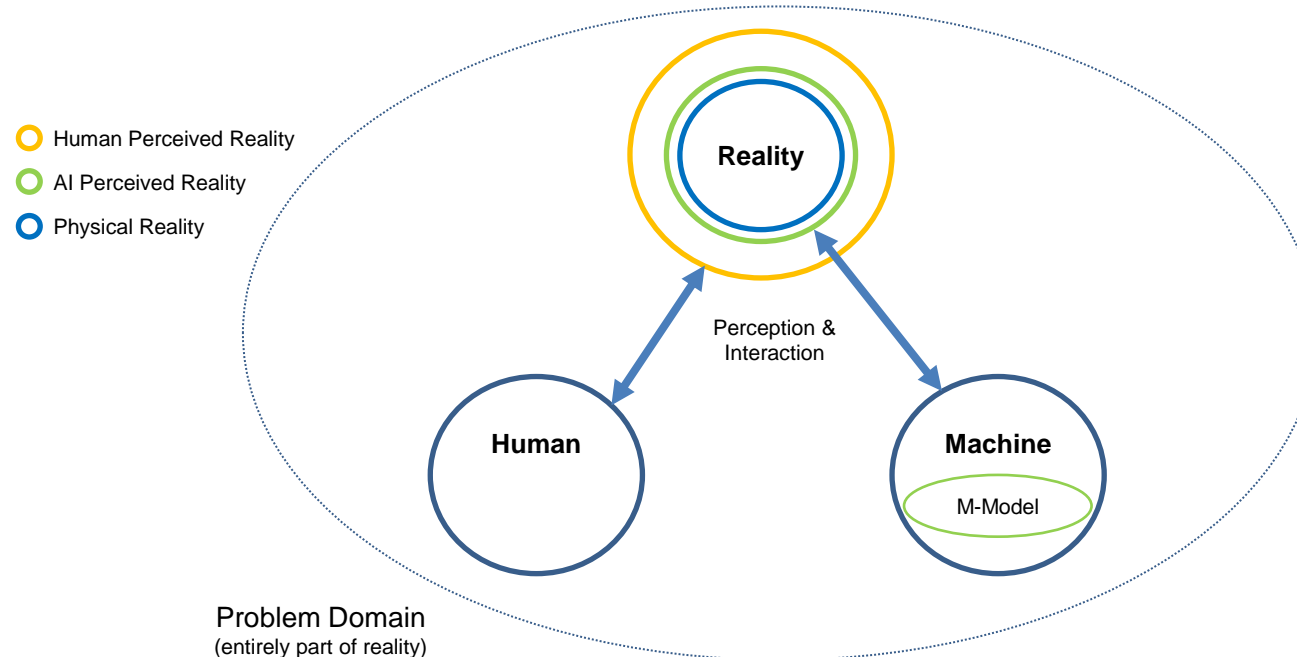 Human Perceived Reality
AI Perceived Reality
Physical Reality
Reality
Perception &
Interaction
Human
Machine
M-Model
Problem Domain
(entirely part of reality)